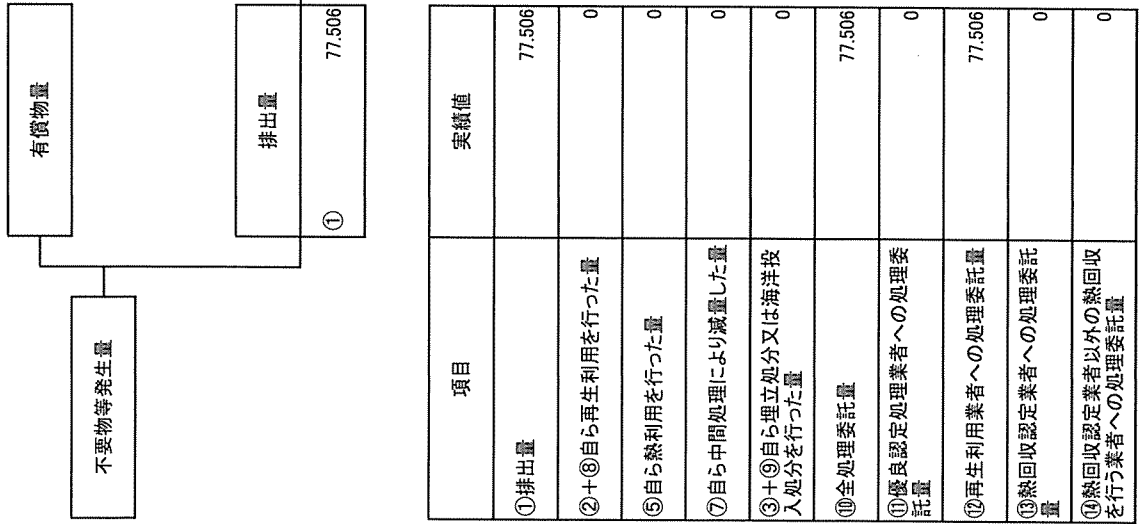 不要物等発生量
有償物量
排出量
① 77.506
項目 実績値
①排出量 77.506
②+⑧自ら再生利用を行った量 0
⑤自ら熱利用を行った量 0
⑦自ら中間処理により減量した量 0
③+⑨自ら埋立処分又は海洋投
入処分を行った量 0
⑩全処理委託量 77.506
⑪優良認定処理業者への処理委
託量 0
⑫再生利用業者への処理委託量 77.506
⑬熱回収認定業者への処理委託
量 0
⑭熱回収認定業者以外の熱回収
を行う業者への処理委託量 0